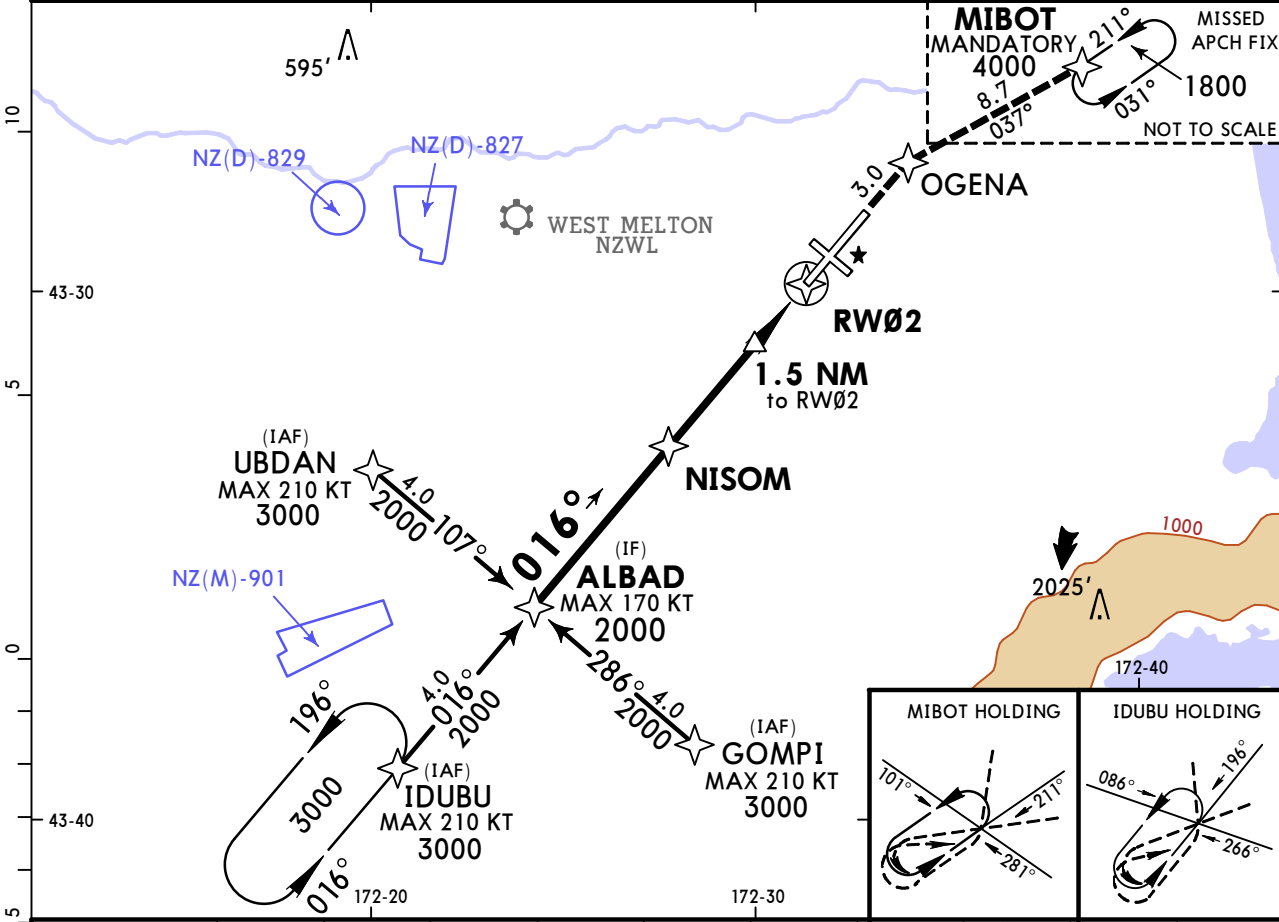 MIBOT
MANDATORY
4000
211°
031°
1800
MISSED
APCH FIX
8.7
037°
NOT TO SCALE
595'
10
NZ(D)-829
NZ(D)-827
WEST MELTON
NZWL
3.0
OGENA
43-30
RWØ2
5
1.5 NM
to RWØ2
(IAF)
UBDAN
MAX 210 KT
3000
4.0
2000
107°
NISOM
016°
(IF)
ALBAD
MAX 170 KT
2000
NZ(M)-901
1000
2025'
0
172-40
196°
3000
016°
4.0
016°
2000
(IAF)
IDUBU
MAX 210 KT
3000
286°
4.0
2000
(IAF)
GOMPI
MAX 210 KT
3000
MIBOT HOLDING
101°
211°
281°
IDUBU HOLDING
086°
196°
266°
43-40
172-20
172-30
5